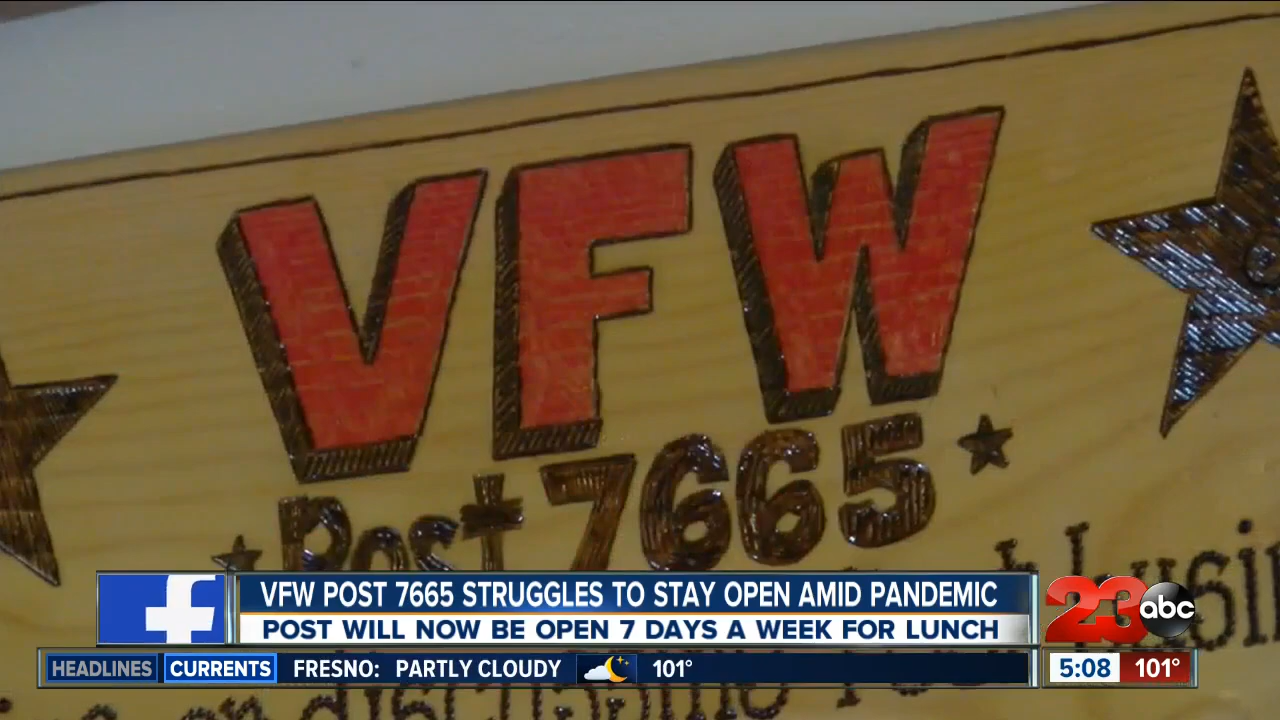 VFW
Post 7665
VFW POST 7665 STRUGGLES TO STAY OPEN AMID PANDEMIC
POST WILL NOW BE OPEN 7 DAYS A WEEK FOR LUNCH
23 abc
HEADLINES CURRENTS FRESNO: PARTLY CLOUDY 101°
5:08 101°